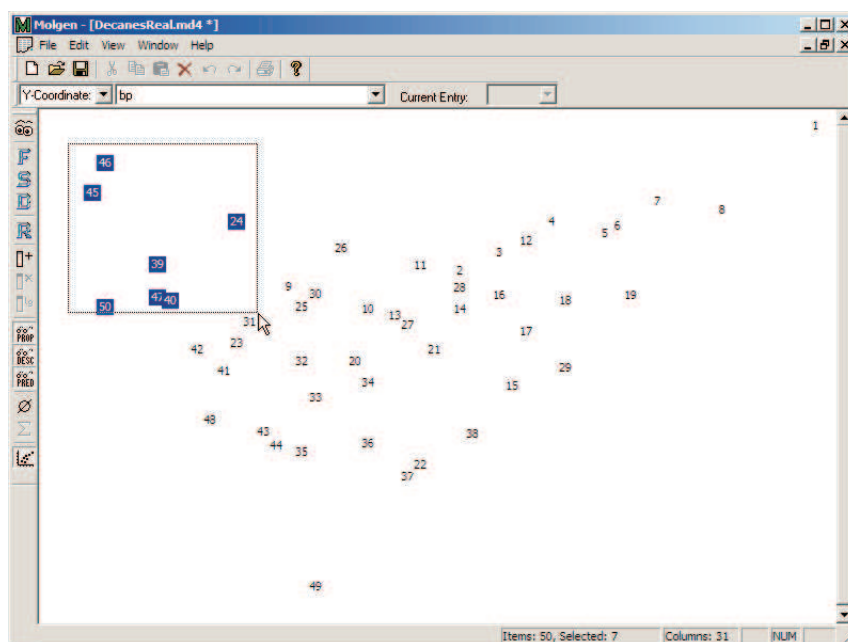 Molgen - [DecanesReal.md4 *]
File Edit View Window Help
Y-Coordinate: bp Current Entry:
1
46
7
45 8
24 4
6
5
12
26 3
11
39 2
9 28
30 16 19
47 40 18
50 25 10 14
13
31 27
17
23
42 21
32 20
41 29
34 15
33
48
43 38
44 36
35
22
37
49
F
S
D
R
PROP
DESC
PRED
Items: 50, Selected: 7 Columns: 31 NUM